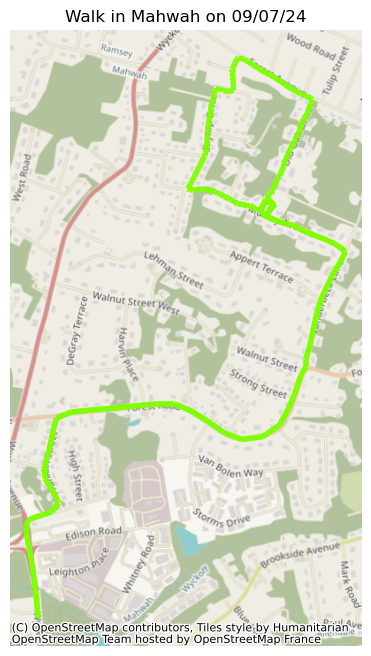 Walk in Mahwah on 09/07/24
Wood Road
Wyckoff
Ramsey
Mahwah
Tulip Street
West Road
Appert Terrace
Lehman Street
Walnut Street West
DeGray Terrace
Harvin Place
Walnut Street
Strong Street
Forest Road
High Street
Van Bolen Way
Storms Drive
Edison Road
Leighton Place
Whitney Road
Brookside Avenue
Wyckoff
Mahwah
Mark Road
(C) OpenStreetMap contributors, Tiles style by Humanitarian
OpenStreetMap Team hosted by OpenStreetMap France